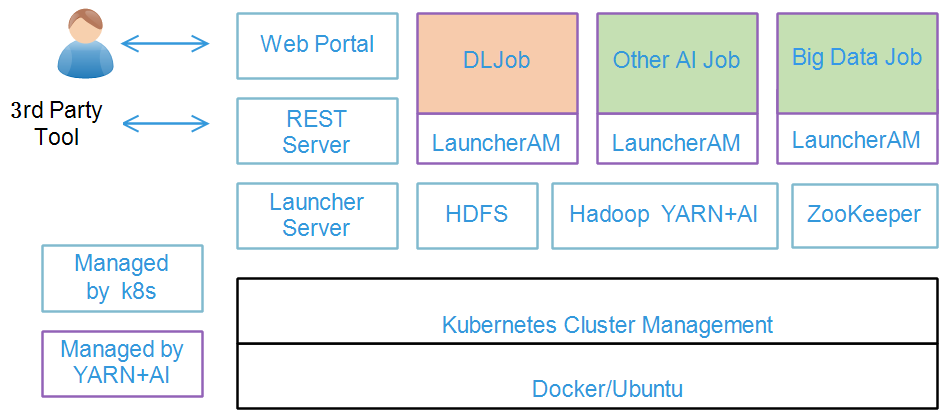 3rd Party
Tool
Web Portal
REST
Server
Launcher
Server
DLJob
LauncherAM
Other AI Job
LauncherAM
Big Data Job
LauncherAM
HDFS
Hadoop YARN+AI
ZooKeeper
Managed
by k8s
Managed by
YARN+AI
Kubernetes Cluster Management
Docker/Ubuntu